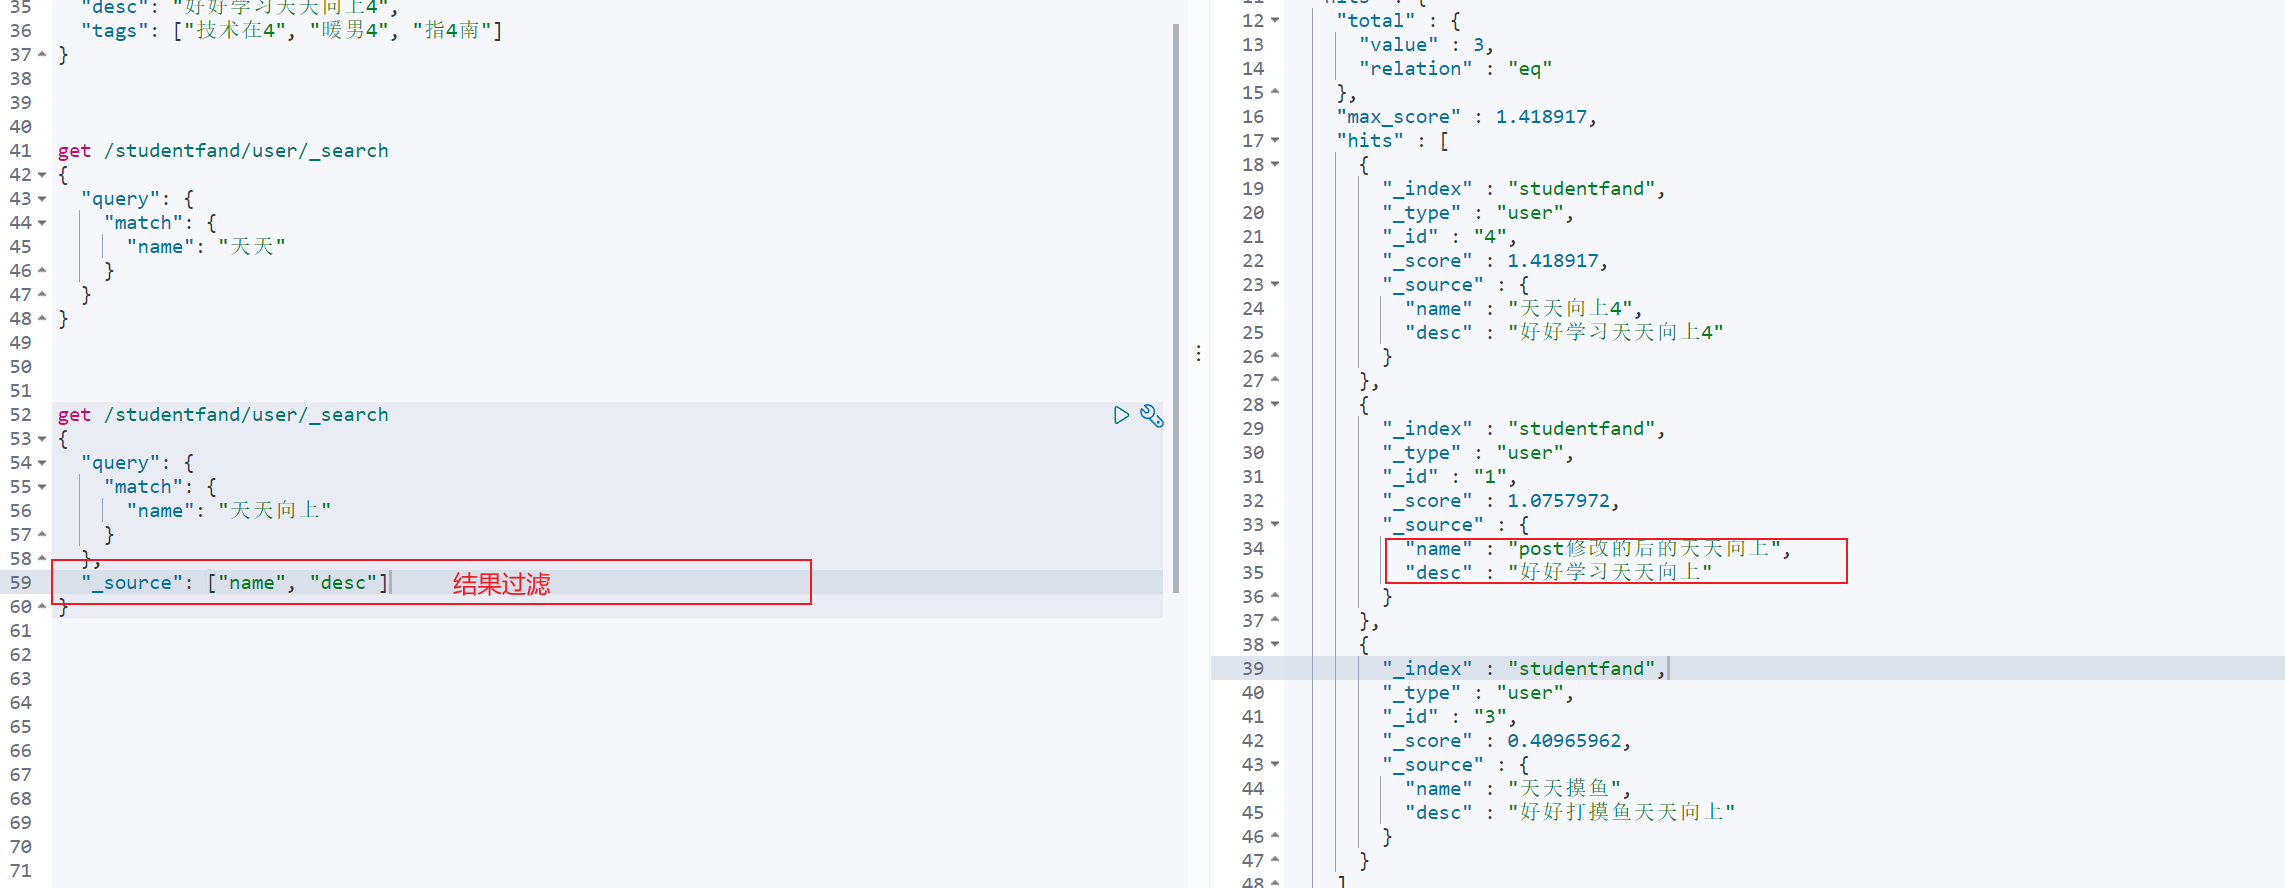 35 "desc": "好好学习天天向上4",
36 "tags": ["技术在4", "暖男4", "指4南"]
37 }
38
39
40
41 get /studentfand/user/_search
42 {
43 "query": {
44 "match": {
45 "name": "天天"
46 }
47 }
48 }
49
50
51
52 get /studentfand/user/_search
53 {
54 "query": {
55 "match": {
56 "name": "天天向上"
57 }
58 },
59 "_source": ["name", "desc"] 结果过滤
60 }
61
62
63
64
65
66
67
68
69
70
71
12 "total" : {
13 "value" : 3,
14 "relation" : "eq"
15 },
16 "max_score" : 1.418917,
17 "hits" : [
18 {
19 "_index" : "studentfand",
20 "_type" : "user",
21 "_id" : "4",
22 "_score" : 1.418917,
23 "_source" : {
24 "name" : "天天向上4",
25 "desc" : "好好学习天天向上4"
26 }
27 },
28 {
29 "_index" : "studentfand",
30 "_type" : "user",
31 "_id" : "1",
32 "_score" : 1.0757972,
33 "_source" : {
34 "name" : "post修改的后的天天向上",
35 "desc" : "好好学习天天向上"
36 }
37 },
38 {
39 "_index" : "studentfand",
40 "_type" : "user",
41 "_id" : "3",
42 "_score" : 0.40965962,
43 "_source" : {
44 "name" : "天天摸鱼",
45 "desc" : "好好打摸鱼天天向上"
46 }
47 }
48 ]